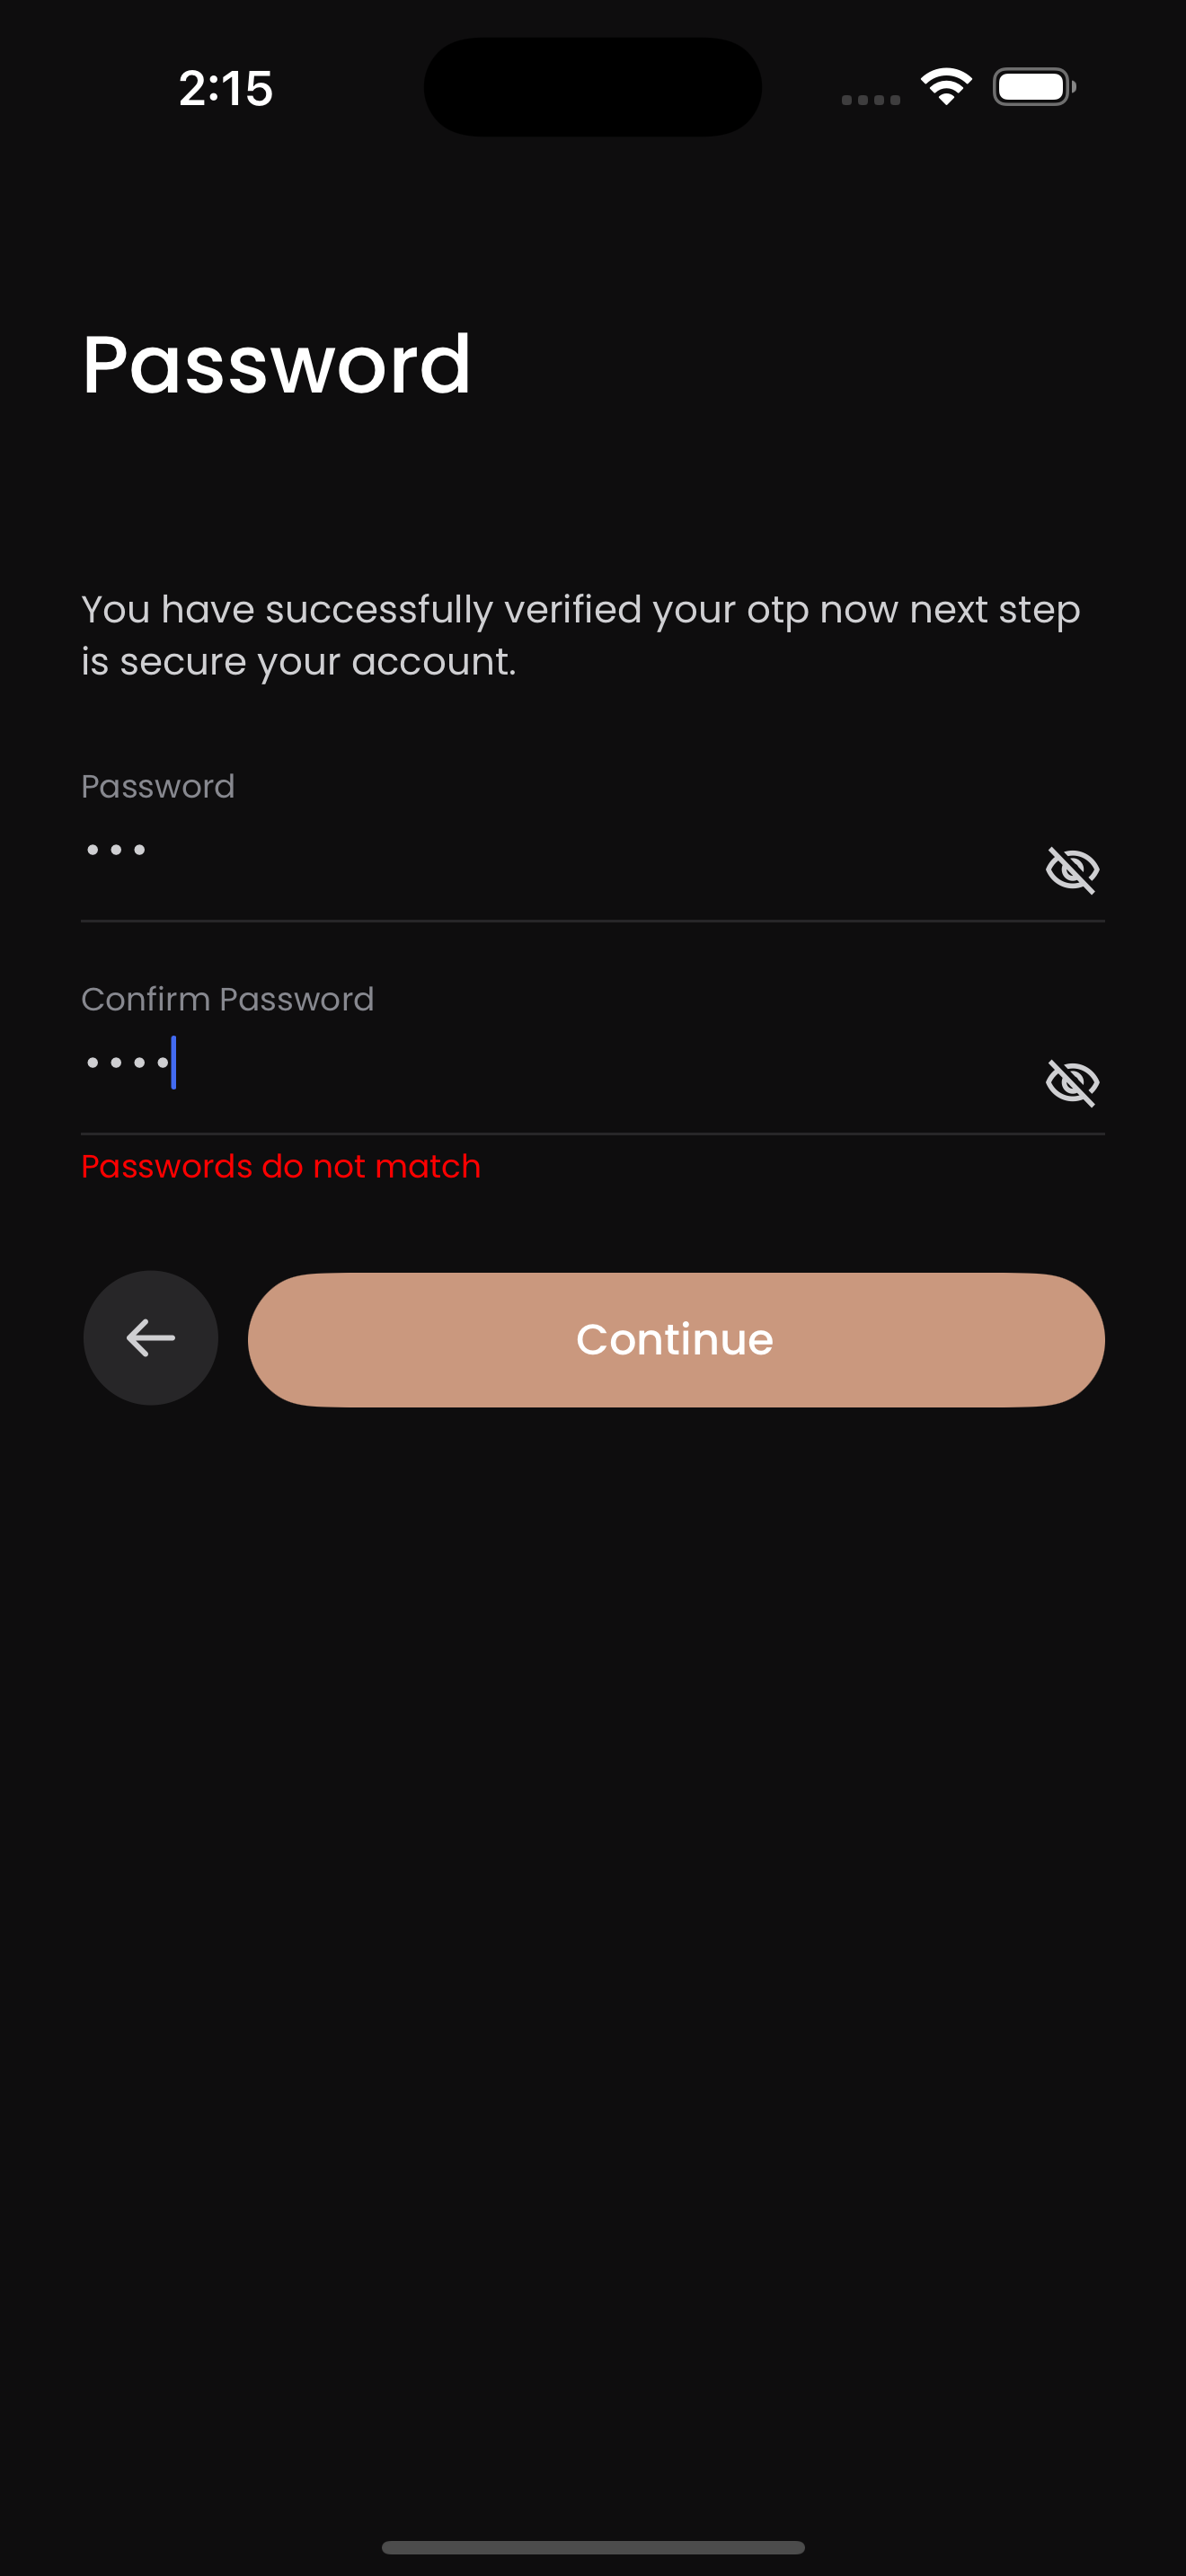 2:15
Password
You have successfully verified your otp now next step
is secure your account.
Password
•••
Confirm Password
••••
Passwords do not match
Continue